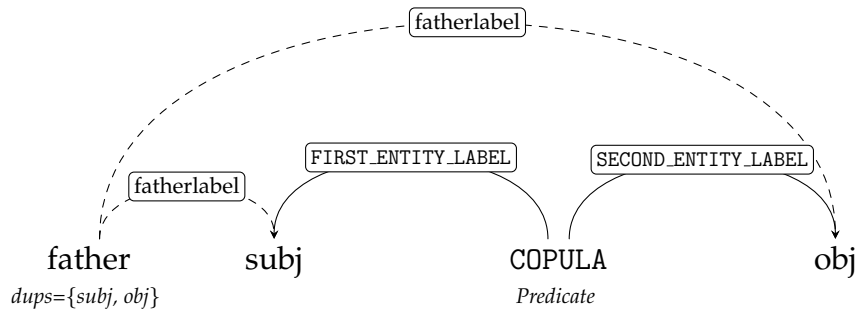 fatherlabel
FIRST_ENTITY_LABEL
SECOND_ENTITY_LABEL
fatherlabel
father subj COPULA obj
dups={subj, obj} Predicate